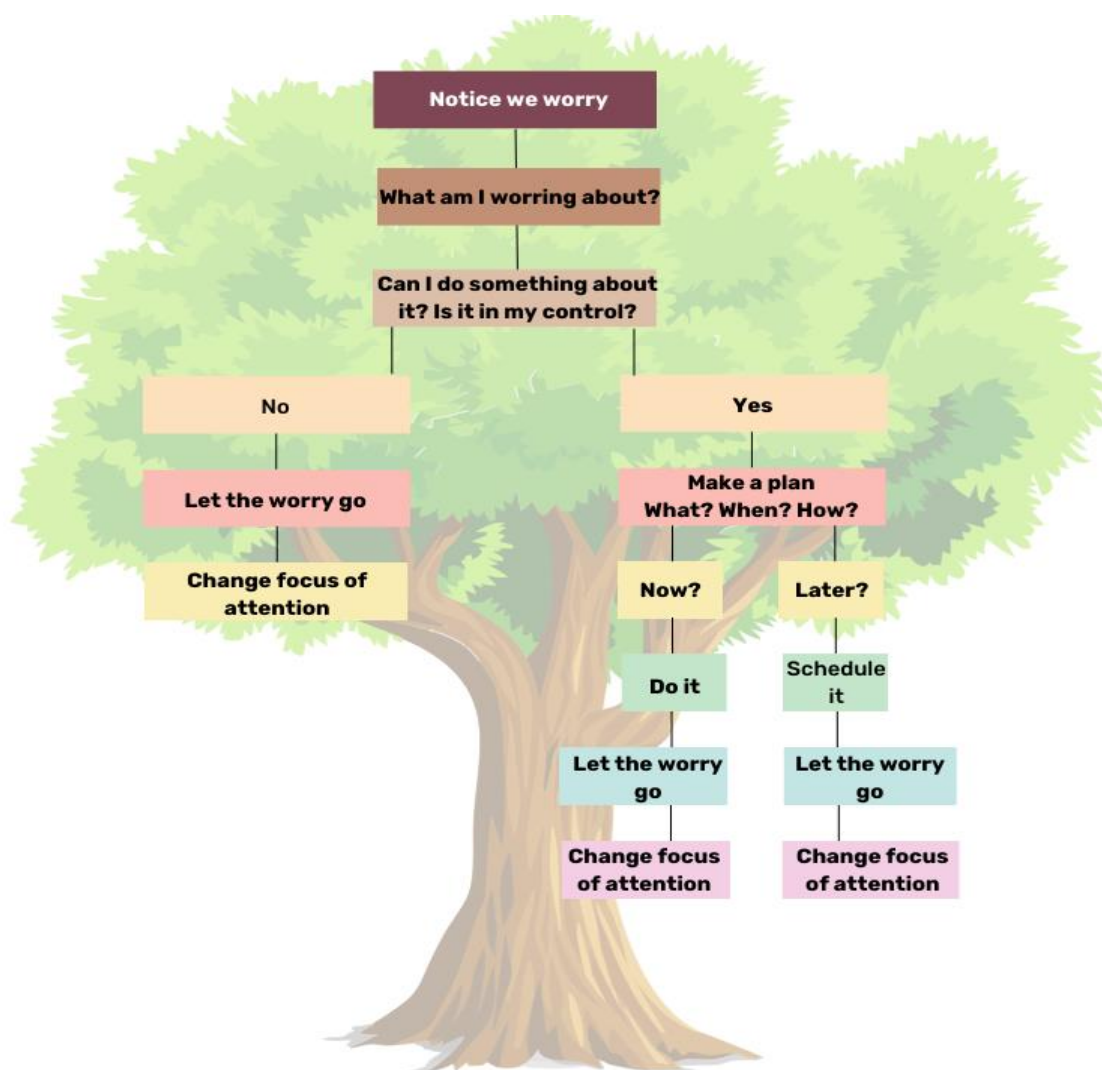 Notice we worry
What am I worring about?
Can I do something about
it? Is it in my control?
No
Yes
Let the worry go
Make a plan
What? When? How?
Change focus of
attention
Now?
Later?
Do it
Schedule
it
Let the worry
go
Let the worry
go
Change focus
of attention
Change focus
of attention